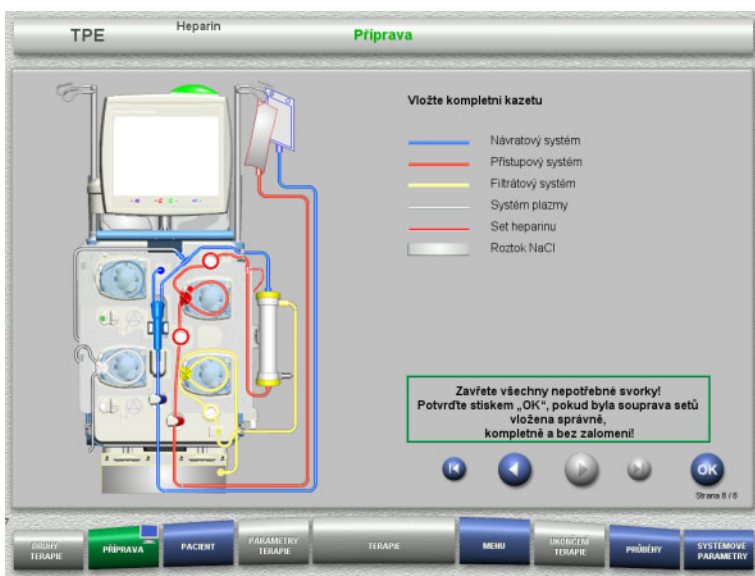 TPE
Heparin
Příprava
Vložte kompletní kazetu
Návratový systém
Přístupový systém
Filtrátový systém
Systém plazmy
Set heparinu
Roztok NaCl
Zavřete všechny nepotřebné svorky!
Potvrďte stiskem „OK“, pokud byla souprava setů
vložena správně,
kompletně a bez zalomení!
OK
Strana 8 / 8
DRUHY
TERAPIE
PŘÍPRAVA
PACIENT
PARAMETRY
TERAPIE
TERAPIE
MENU
UKONČENÍ
TERAPIE
PRŮBĚHY
SYSTÉMOVÉ
PARAMETRY